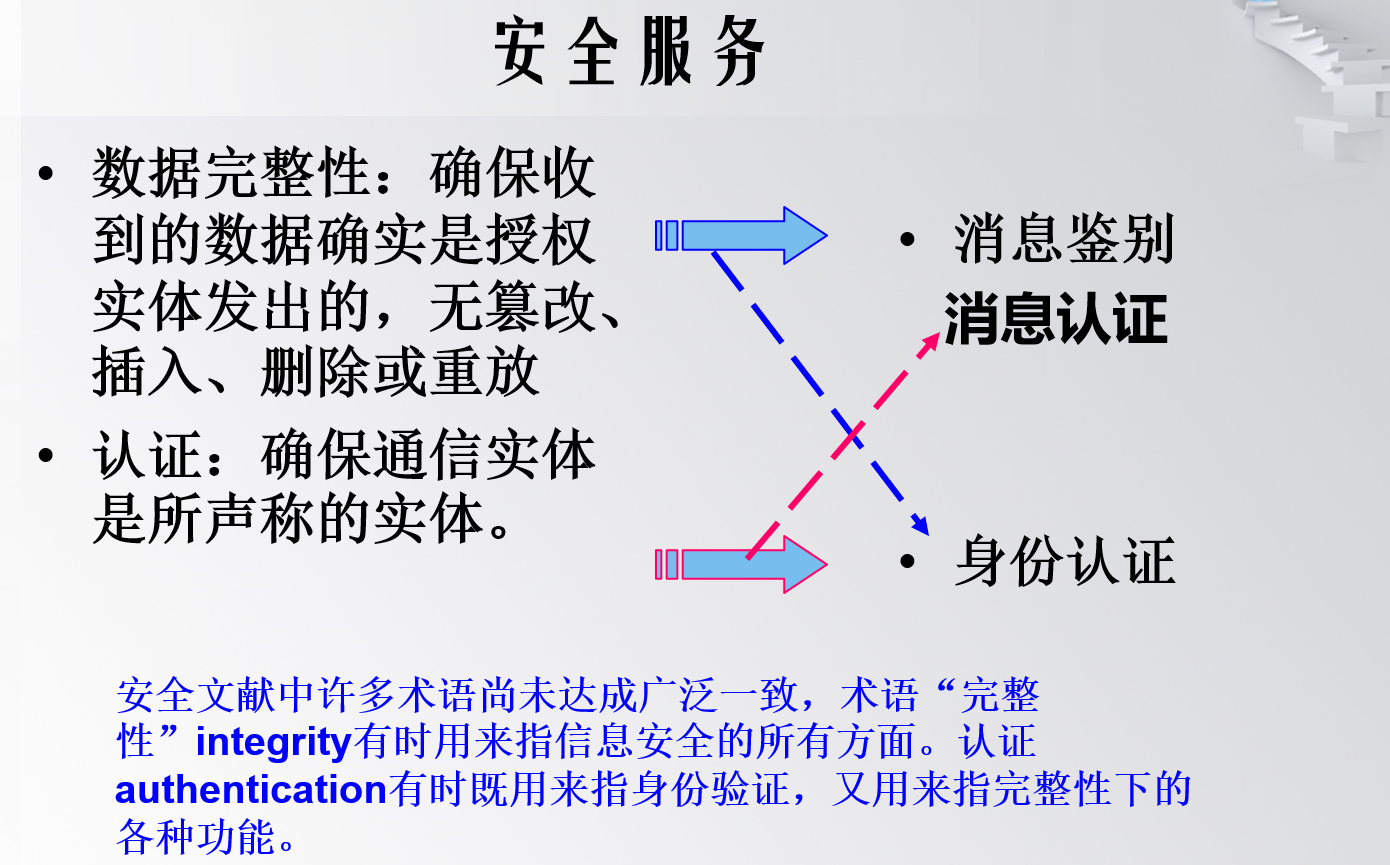 安全服务
• 数据完整性：确保收
到的数据确实是授权
实体发出的，无篡改、
插入、删除或重放
• 认证：确保通信实体
是所声称的实体。
• 消息鉴别
消息认证
• 身份认证
安全文献中许多术语尚未达成广泛一致，术语“完整
性”integrity有时用来指信息安全的所有方面。认证
authentication有时既用来指身份验证，又用来指完整性下的
各种功能。